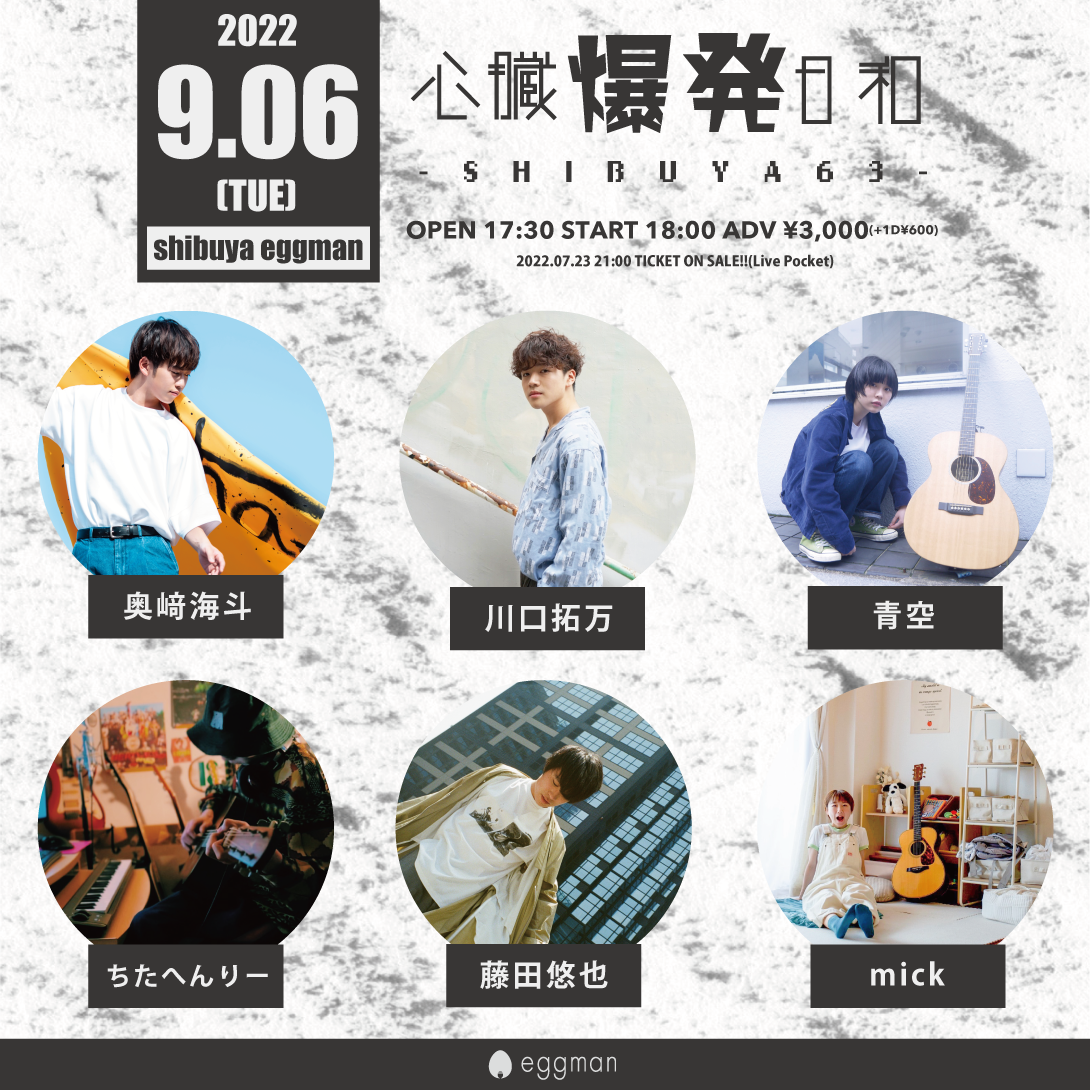 2022
9.06
(TUE)
shibuya eggman
心臓爆発日和
-SHIBUYA63-
OPEN 17:30 START 18:00 ADV ¥3,000(+1D¥600)
2022.07.23 21:00 TICKET ON SALE!!(Live Pocket)
奥﨑海斗
川口拓万
青空
ちたへんりー
藤田悠也
mick
eggman